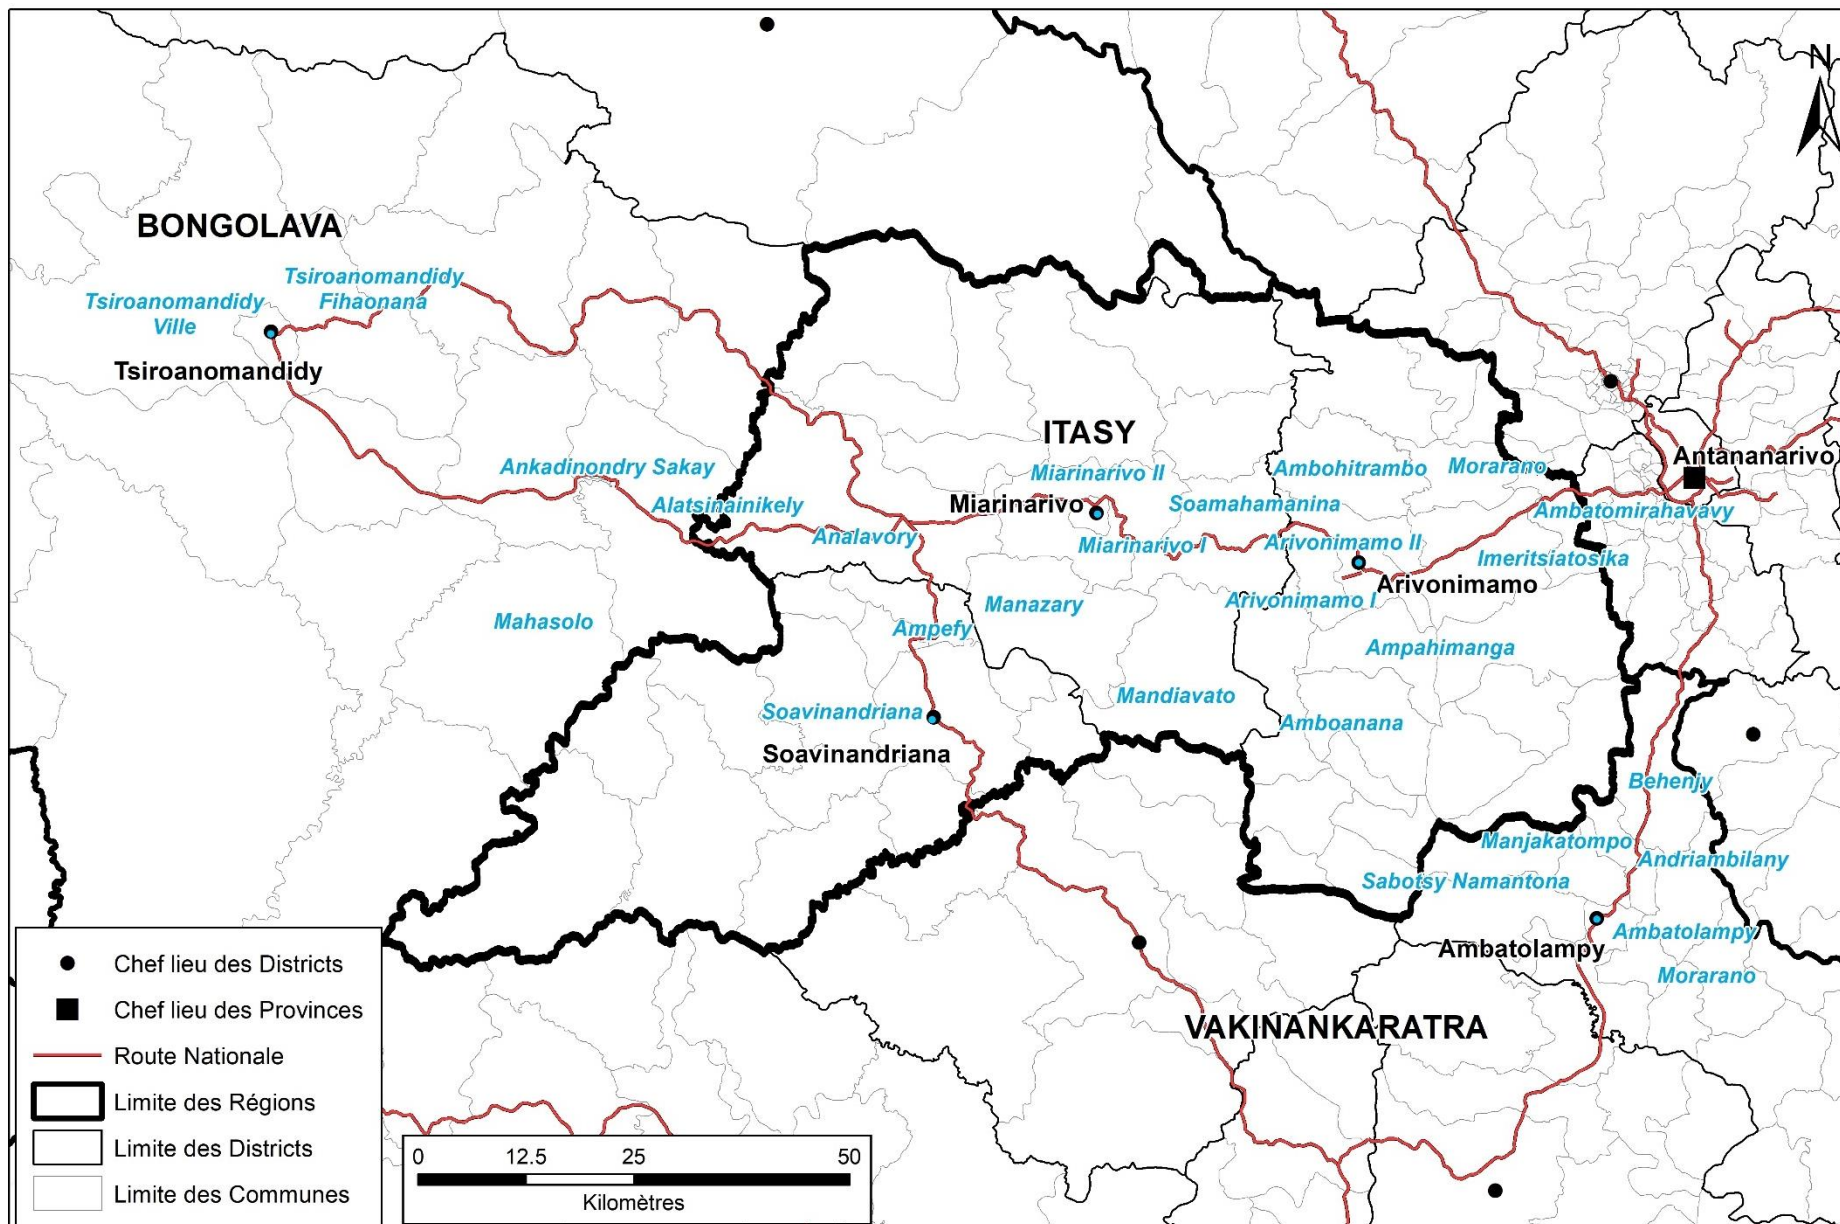 N
BONGOLAVA
Tsiroanomandidy
Fihaonana
Tsiroanomandidy
Ville
Tsiroanomandidy
ITASY
Ankadinondry Sakay
Miarinarivo II
Ambohitrambo
Morarano
Antananarivo
Alatsinainikely
Miarinarivo
Soamahamanina
Ambatomirahavavy
Analavory
Miarinarivo I
Arivonimamo II
Imeritsiatosika
Arivonimamo
Mahasolo
Manazary
Arivonimamo I
Ampefy
Ampahimanga
Mandiavato
Soavinandriana
Amboanana
Soavinandriana
Behenjy
Manjakatompo
Andriambilany
Sabotsy Namantona
Ambatolampy
Ambatolampy
Morarano
VAKINANKARATRA
Chef lieu des Districts
Chef lieu des Provinces
Route Nationale
Limite des Régions
Limite des Districts
Limite des Communes
0 12.5 25 50
Kilomètres